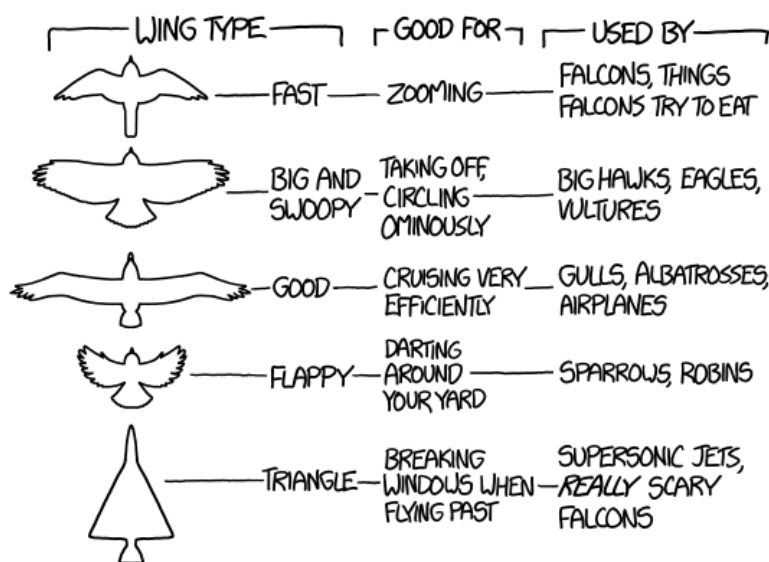 WING TYPE
GOOD FOR
USED BY
FAST
ZOOMING
FALCONS, THINGS
FALCONS TRY TO EAT
BIG AND
SWOOPY
TAKING OFF,
CIRCLING
OMINOUSLY
BIG HAWKS, EAGLES,
VULTURES
GOOD
CRUISING VERY
EFFICIENTLY
GULLS, ALBATROSSES,
AIRPLANES
FLAPPY
DARTING
AROUND
YOUR YARD
SPARROWS, ROBINS
TRIANGLE
BREAKING
WINDOWS WHEN
FLYING PAST
SUPERSONIC JETS,
REALLY SCARY
FALCONS